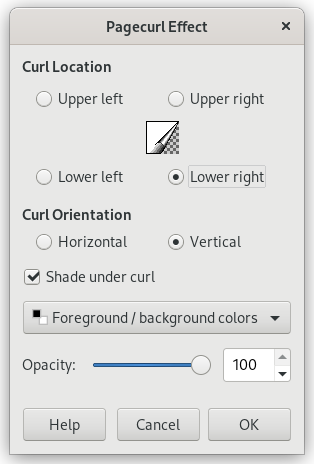 Pagecurl Effect
Curl Location
Upper left Upper right
Lower left Lower right
Curl Orientation
Horizontal Vertical
Shade under curl
Foreground / background colors
Opacity: 100
Help Cancel OK